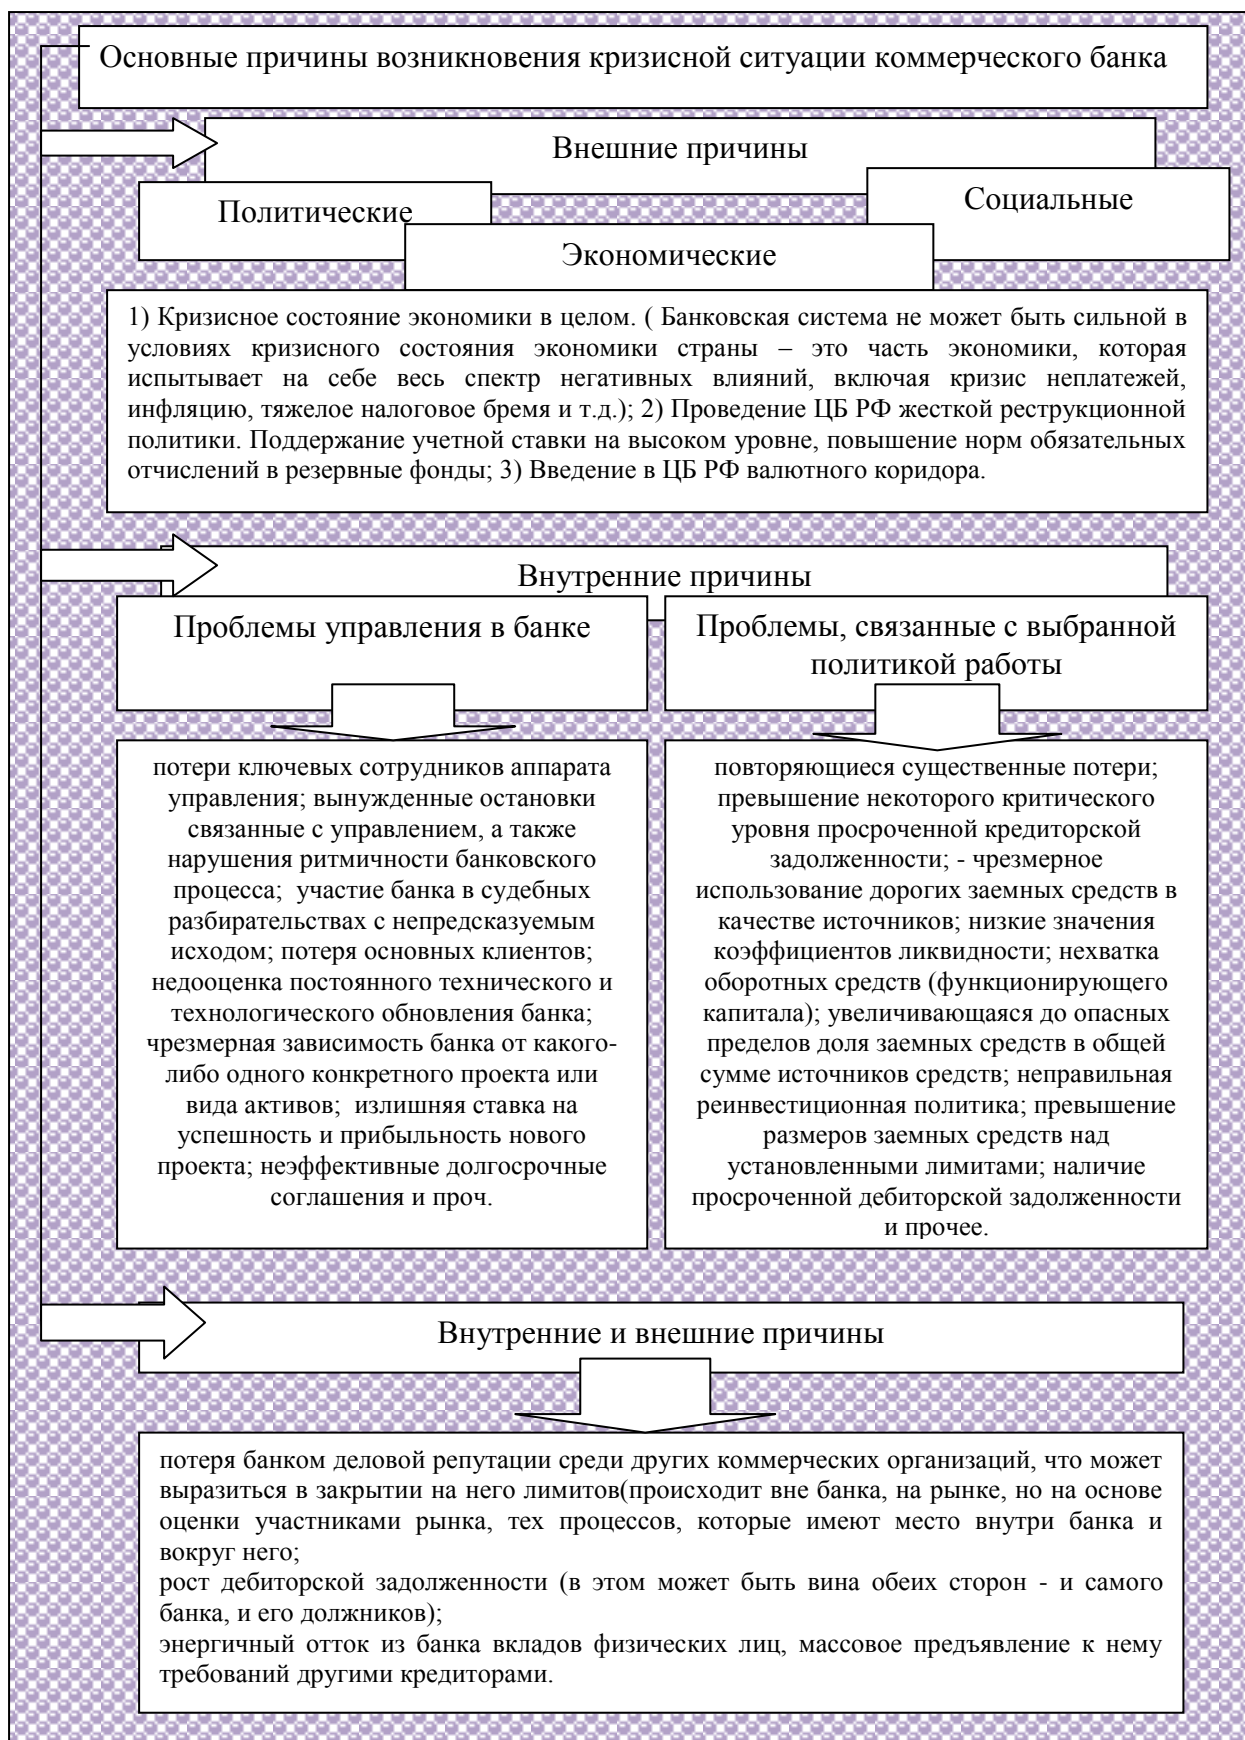 Основные причины возникновения кризисной ситуации коммерческого банка
Внешние причины
Политические
Социальные
Экономические
1) Кризисное состояние экономики в целом. ( Банковская система не может быть сильной в
условиях кризисного состояния экономики страны – это часть экономики, которая
испытывает на себе весь спектр негативных влияний, включая кризис неплатежей,
инфляцию, тяжелое налоговое бремя и т.д.); 2) Проведение ЦБ РФ жесткой реструкционной
политики. Поддержание учетной ставки на высоком уровне, повышение норм обязательных
отчислений в резервные фонды; 3) Введение в ЦБ РФ валютного коридора.
Внутренние причины
Проблемы управления в банке
Проблемы, связанные с выбранной
политикой работы
потери ключевых сотрудников аппарата
управления; вынужденные остановки
связанные с управлением, а также
нарушения ритмичности банковского
процесса;  участие банка в судебных
разбирательствах с непредсказуемым
исходом; потеря основных клиентов;
недооценка постоянного технического и
технологического обновления банка;
чрезмерная зависимость банка от какого-
либо одного конкретного проекта или
вида активов;  излишняя ставка на
успешность и прибыльность нового
проекта; неэффективные долгосрочные
соглашения и проч.
повторяющиеся существенные потери;
превышение некоторого критического
уровня просроченной кредиторской
задолженности; - чрезмерное
использование дорогих заемных средств в
качестве источников; низкие значения
коэффициентов ликвидности; нехватка
оборотных средств (функционирующего
капитала); увеличивающаяся до опасных
пределов доля заемных средств в общей
сумме источников средств; неправильная
реинвестиционная политика; превышение
размеров заемных средств над
установленными лимитами; наличие
просроченной дебиторской задолженности
и прочее.
Внутренние и внешние причины
потеря банком деловой репутации среди других коммерческих организаций, что может
выразиться в закрытии на него лимитов(происходит вне банка, на рынке, но на основе
оценки участниками рынка, тех процессов, которые имеют место внутри банка и
вокруг него;
рост дебиторской задолженности (в этом может быть вина обеих сторон - и самого
банка, и его должников);
энергичный отток из банка вкладов физических лиц, массовое предъявление к нему
требований другими кредиторами.